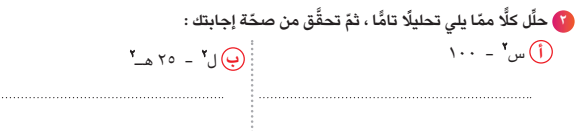 ٢ حلِّل كلًّا ممّا يلي تحليلًا تامًّا ، ثمّ تحقَّق من صحّة إجابتك :
أ س٢ - ١٠٠
ب ل٢ - ٢٥ هـ٢